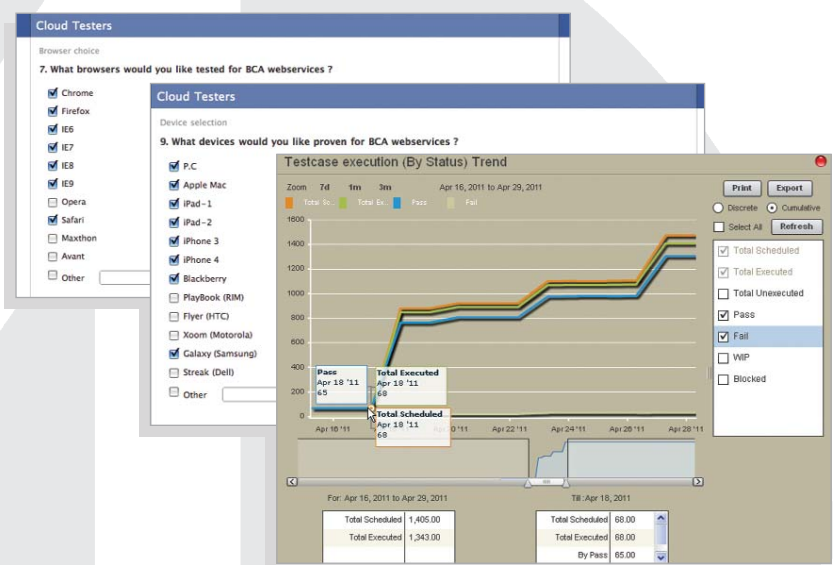 Cloud Testers
Browser choice
7. What browsers would you like tested for BCA webservices ?
Chrome
Firefox
IE6
IE7
IE8
IE9
Opera
Safari
Maxthon
Avant
Other
Cloud Testers
Device selection
9. What devices would you like proven for BCA webservices ?
P.C
Apple Mac
iPad-1
iPad-2
iPhone 3
iPhone 4
Blackberry
PlayBook (RIM)
Flyer (HTC)
Xoom (Motorola)
Galaxy (Samsung)
Streak (Dell)
Other
Testcase execution (By Status) Trend
Zoom 7d 1m 3m Apr 16, 2011 to Apr 29, 2011
Total Sc.. Total Ex.. Pass Fail
1600
1400
1200
1000
800
600
400
200
0
Pass
Apr 18 '11
65
Total Executed
Apr 18 '11
68
Total Scheduled
Apr 18 '11
68
Apr 16 '11 Apr 22 '11 Apr 24 '11 Apr 26 '11 Apr 28 '11
Print Export
Discrete Cumulative
Select All Refresh
Total Scheduled
Total Executed
Total Unexecuted
Pass
Fail
WIP
Blocked
For: Apr 16, 2011 to Apr 29, 2011
Total Scheduled 1,405.00
Total Executed 1,343.00
Till :Apr 18, 2011
Total Scheduled 68.00
Total Executed 68.00
By Pass 65.00